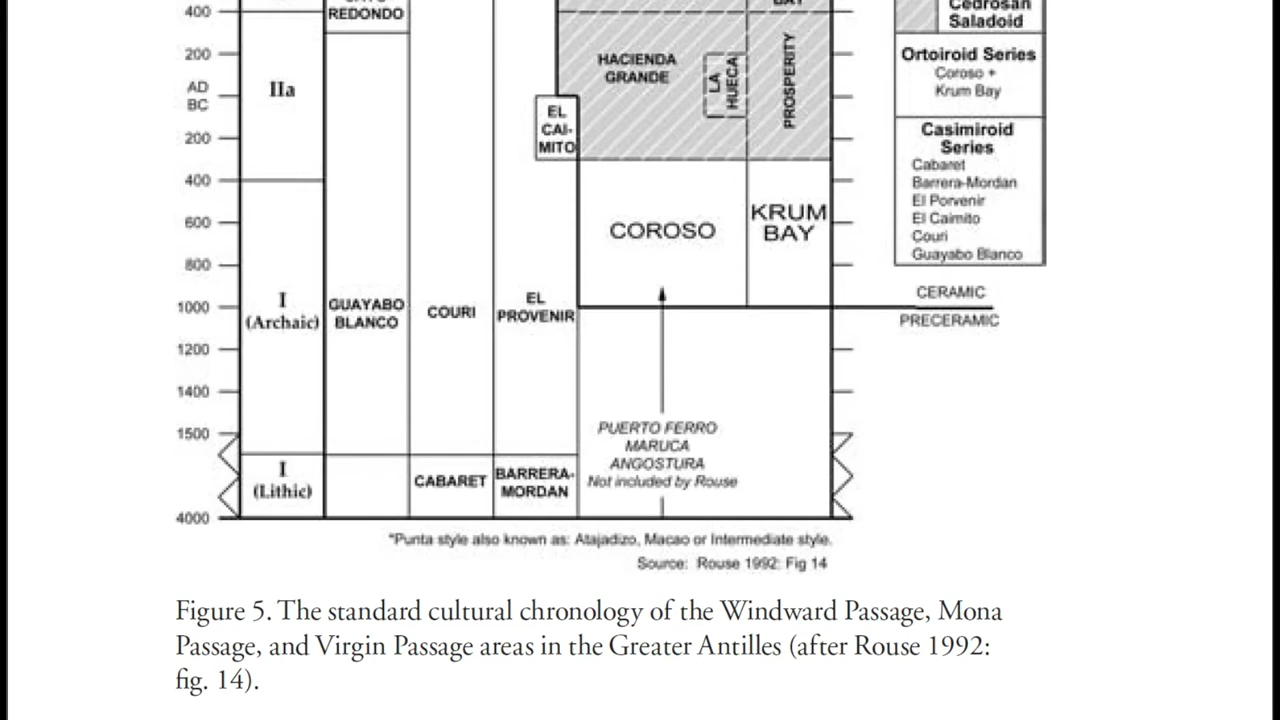 400
REDONDO
BAY
Cedrosan
Saladoid
200
HACIENDA
GRANDE
LA
HUECA
PROSPERITY
Ortoiroid Series
Coroso +
Krum Bay
AD
BC
IIa
EL
CAI-
MITO
200
Casimiroid
Series
Cabaret
Barrera-Mordan
El Porvenir
El Caimito
Couri
Guayabo Blanco
400
600
COROSO
KRUM
BAY
800
1000
I
(Archaic)
GUAYABO
BLANCO
COURI
EL
PROVENIR
CERAMIC
PRECERAMIC
1200
1400
1500
PUERTO FERRO
MARUCA
ANGOSTURA
Not included by Rouse
I
(Lithic)
CABARET
BARRERA-
MORDAN
4000
*Punta style also known as: Atajadizo, Macao or Intermediate style.
Source: Rouse 1992: Fig 14
Figure 5. The standard cultural chronology of the Windward Passage, Mona
Passage, and Virgin Passage areas in the Greater Antilles (after Rouse 1992:
fig. 14).